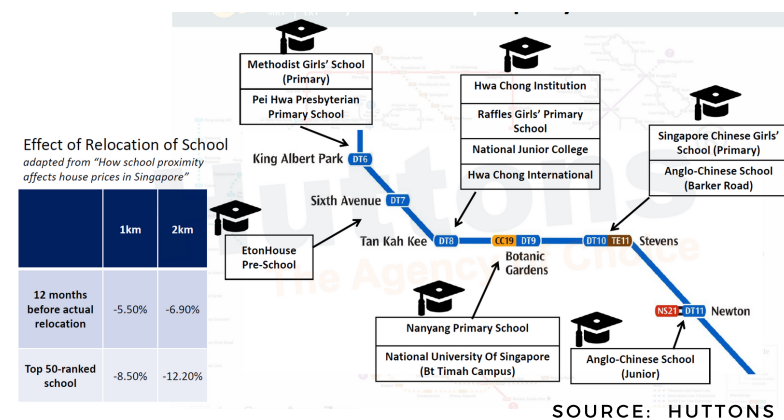 Methodist Girls' School
(Primary)
Pei Hwa Presbyterian
Primary School
Hwa Chong Institution
Raffles Girls' Primary
School
National Junior College
Hwa Chong International
Singapore Chinese Girls'
School (Primary)
Anglo-Chinese School
(Barker Road)
Effect of Relocation of School
adapted from "How school proximity
affects house prices in Singapore"
1km 2km
12 months
before actual
relocation
-5.50% -6.90%
Top 50-ranked
school
-8.50% -12.20%
King Albert Park DT6
Sixth Avenue DT7
EtonHouse
Pre-School
Tan Kah Kee DT8
CC19 DT9
Botanic
Gardens
DT10 TE11 Stevens
NS21 DT11 Newton
Nanyang Primary School
National University Of Singapore
(Bt Timah Campus)
Anglo-Chinese School
(Junior)
Huttons
The Agency of Choice
SOURCE: HUTTONS